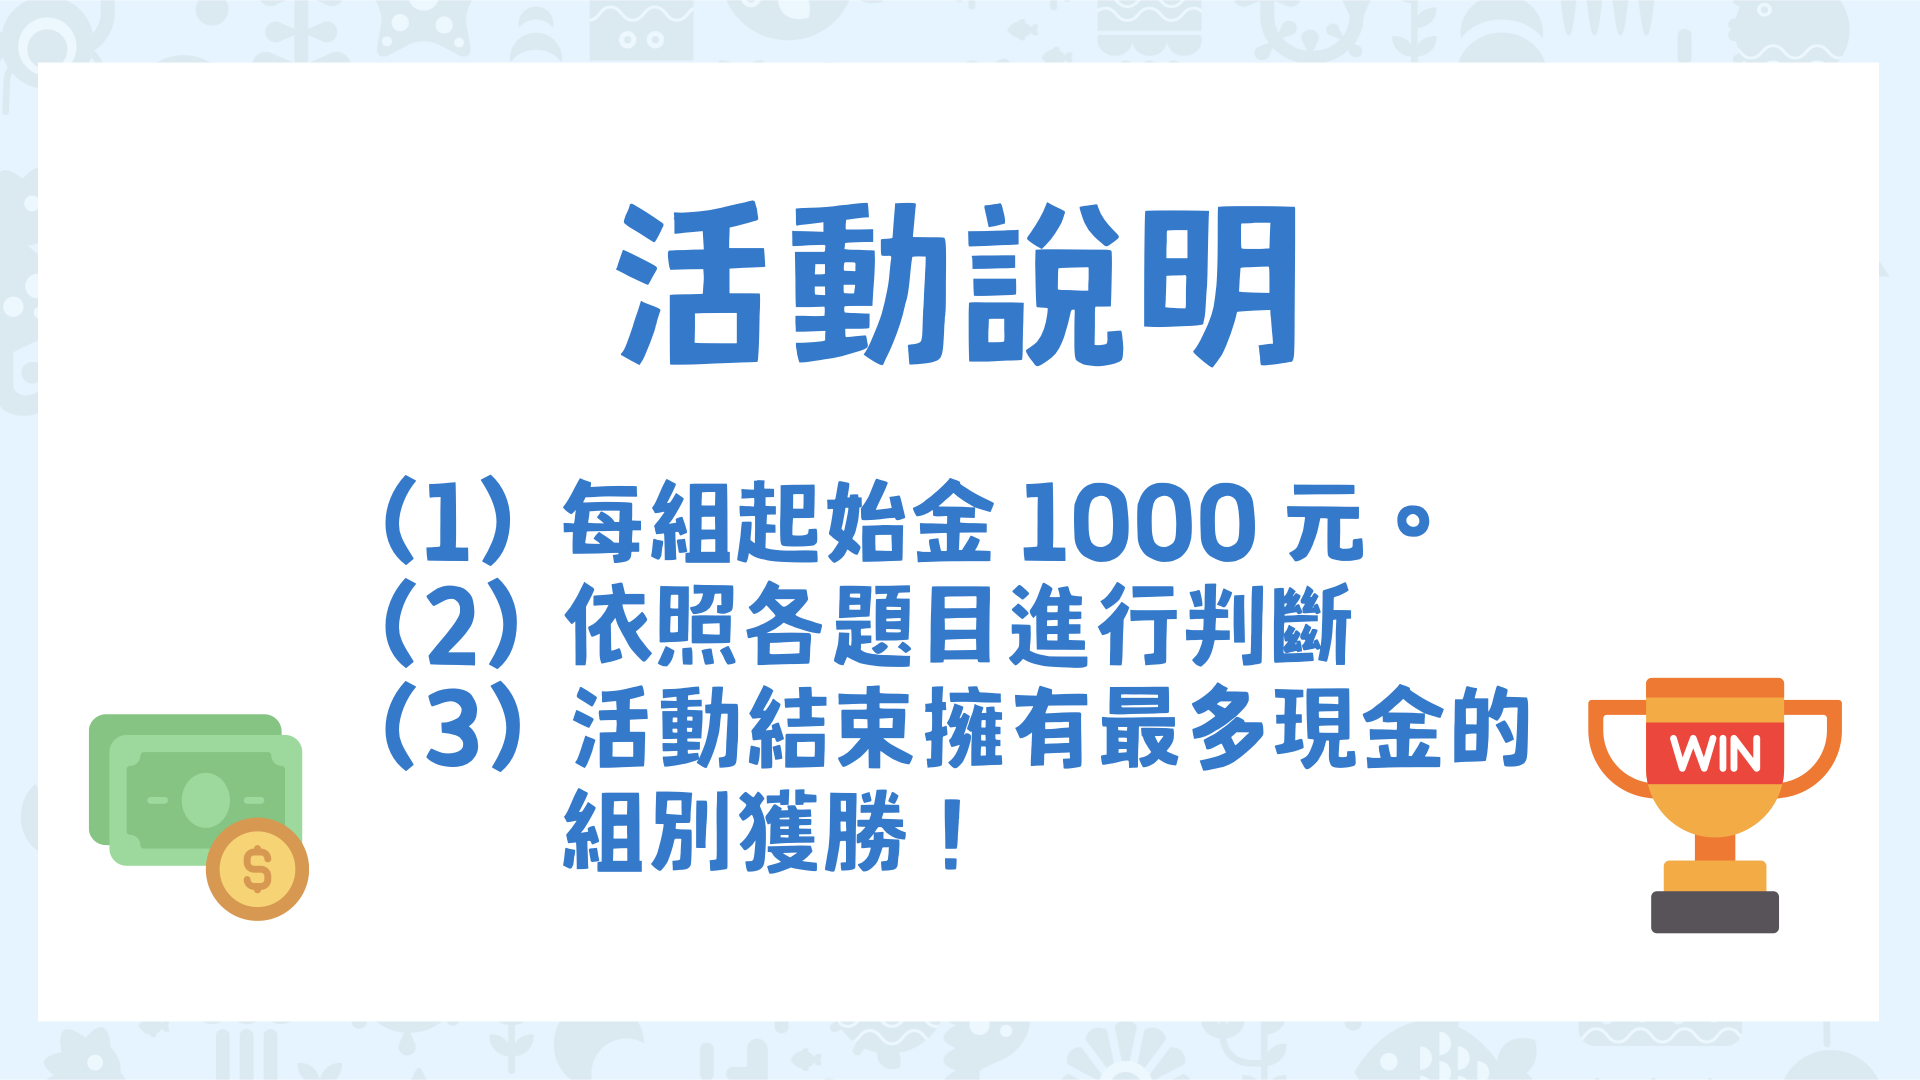 活動說明
(1) 每組起始金 1000 元。
(2) 依照各題目進行判斷
(3) 活動結束擁有最多現金的
組別獲勝！
WIN
$